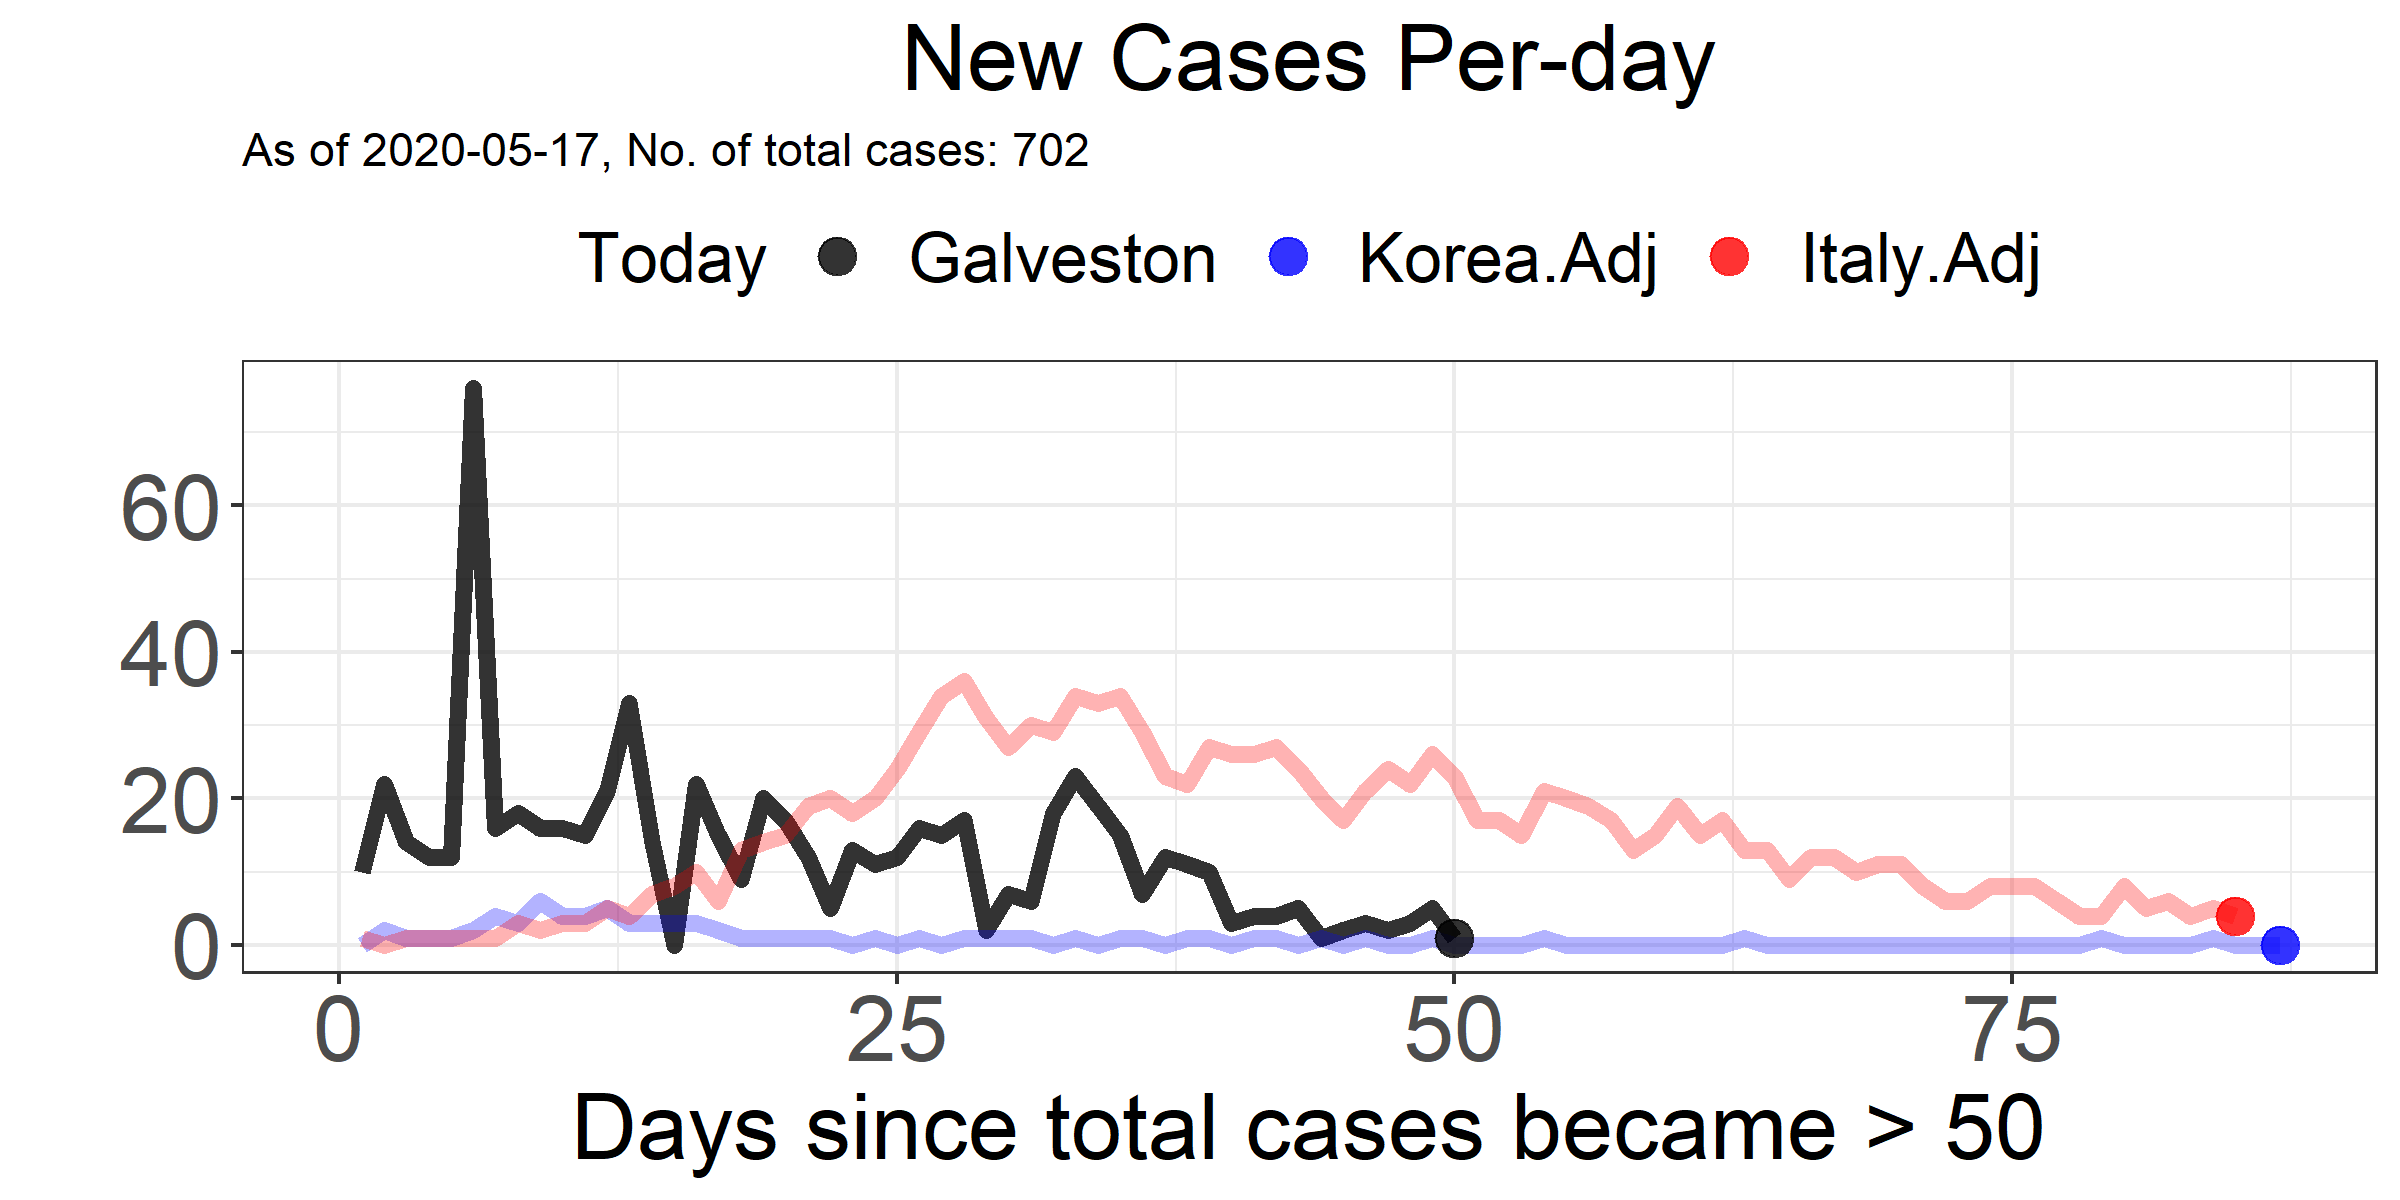 New Cases Per-day
As of 2020-05-17, No. of total cases: 702
Today Galveston Korea.Adj Italy.Adj
60
40
20
0
0 25 50 75
Days since total cases became > 50